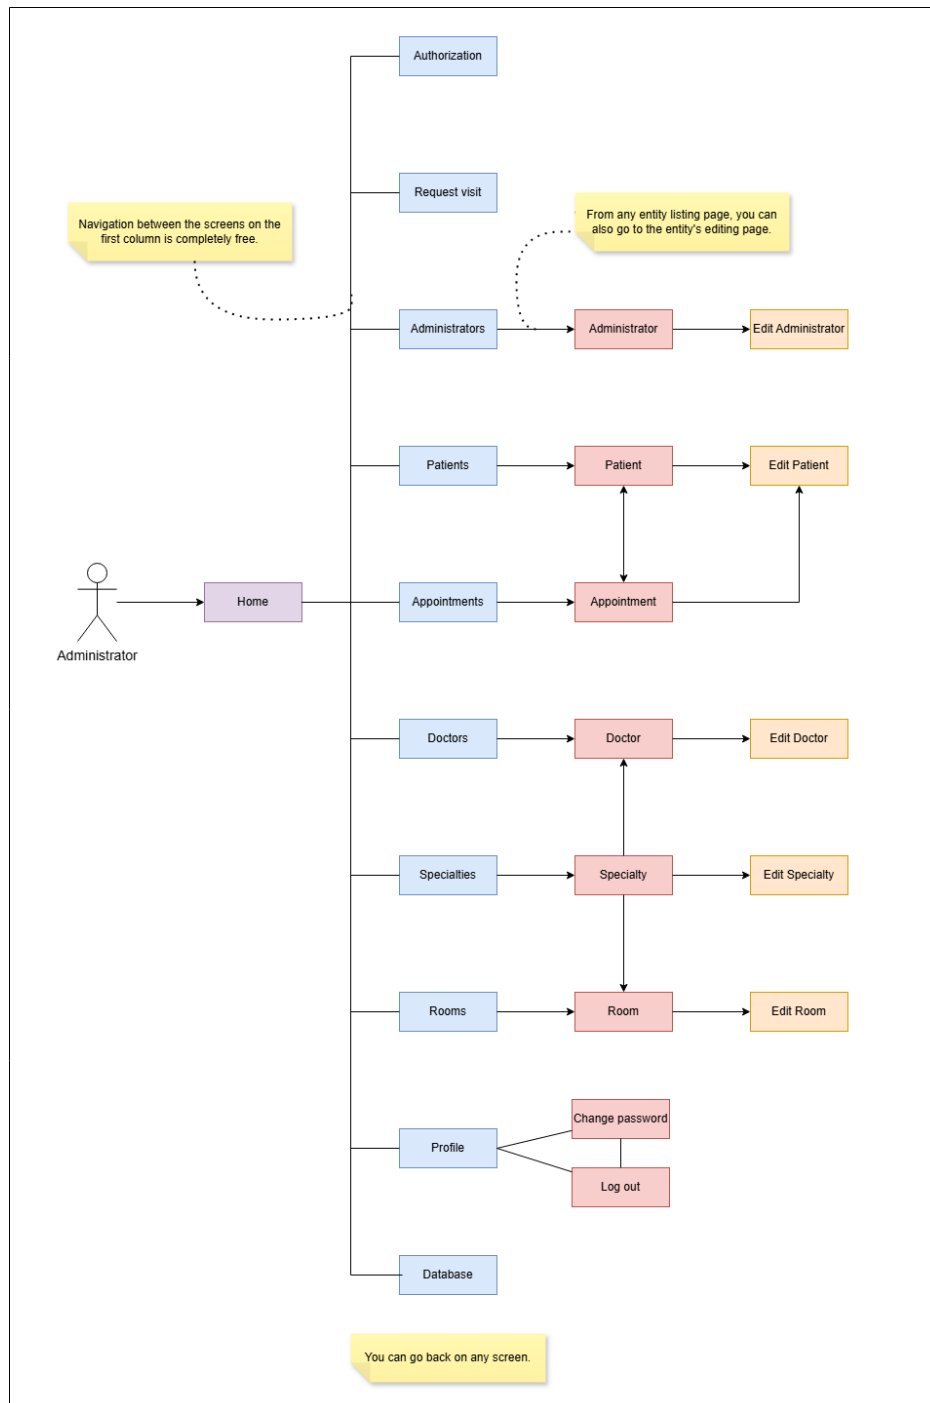 Authorization
Request visit
Navigation between the screens on the
first column is completely free.
From any entity listing page, you can
also go to the entity's editing page.
Administrators
Administrator
Edit Administrator
Patients
Patient
Edit Patient
Administrator
Home
Appointments
Appointment
Doctors
Doctor
Edit Doctor
Specialties
Specialty
Edit Specialty
Rooms
Room
Edit Room
Profile
Change password
Log out
Database
You can go back on any screen.